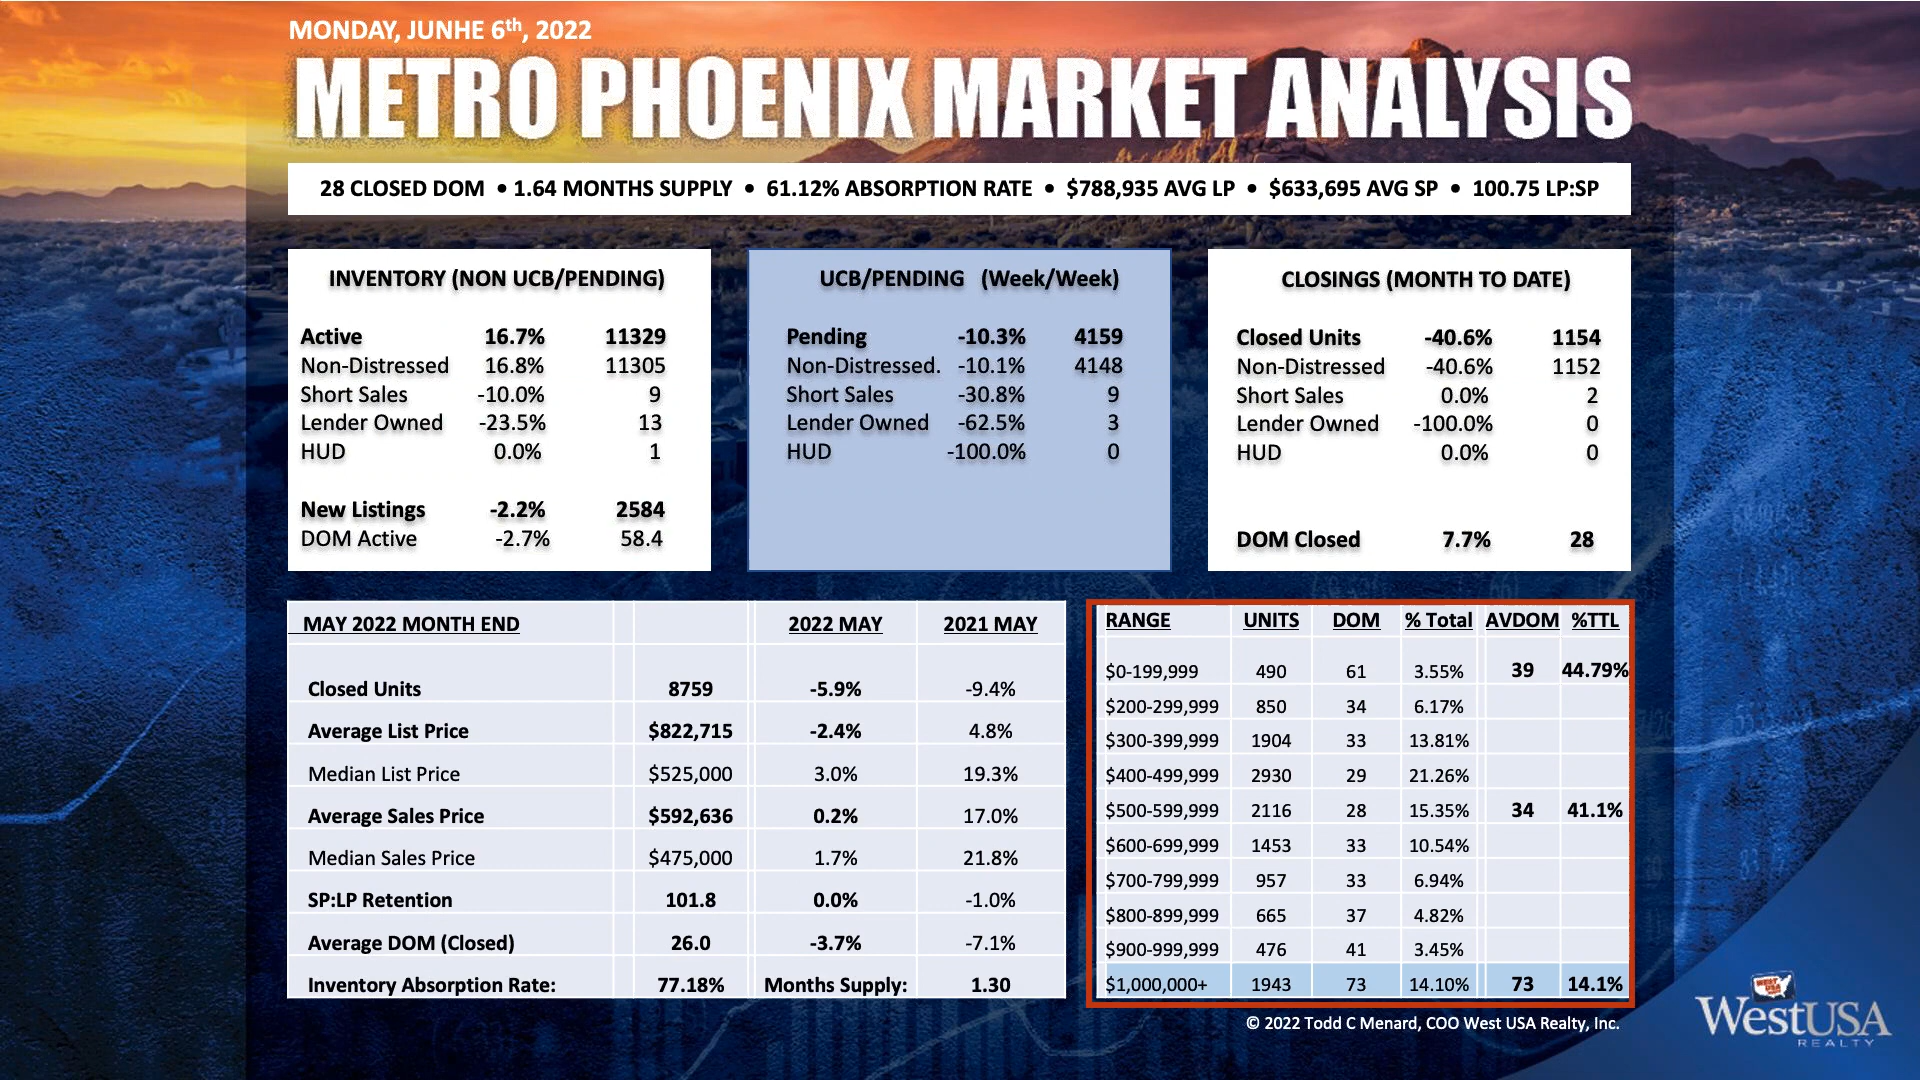 MONDAY, JUNHE 6th, 2022
METRO PHOENIX MARKET ANALYSIS
28 CLOSED DOM • 1.64 MONTHS SUPPLY • 61.12% ABSORPTION RATE • $788,935 AVG LP • $633,695 AVG SP • 100.75 LP:SP
INVENTORY (NON UCB/PENDING)
Active 16.7% 11329
Non-Distressed 16.8% 11305
Short Sales -10.0% 9
Lender Owned -23.5% 13
HUD 0.0% 1
New Listings -2.2% 2584
DOM Active -2.7% 58.4
UCB/PENDING (Week/Week)
Pending -10.3% 4159
Non-Distressed. -10.1% 4148
Short Sales -30.8% 9
Lender Owned -62.5% 3
HUD -100.0% 0
CLOSINGS (MONTH TO DATE)
Closed Units -40.6% 1154
Non-Distressed -40.6% 1152
Short Sales 0.0% 2
Lender Owned -100.0% 0
HUD 0.0% 0
DOM Closed 7.7% 28
MAY 2022 MONTH END 2022 MAY 2021 MAY
Closed Units 8759 -5.9% -9.4%
Average List Price $822,715 -2.4% 4.8%
Median List Price $525,000 3.0% 19.3%
Average Sales Price $592,636 0.2% 17.0%
Median Sales Price $475,000 1.7% 21.8%
SP:LP Retention 101.8 0.0% -1.0%
Average DOM (Closed) 26.0 -3.7% -7.1%
Inventory Absorption Rate: 77.18% Months Supply: 1.30
RANGE UNITS DOM % Total AVDOM %TTL
$0-199,999 490 61 3.55% 39 44.79%
$200-299,999 850 34 6.17%
$300-399,999 1904 33 13.81%
$400-499,999 2930 29 21.26%
$500-599,999 2116 28 15.35% 34 41.1%
$600-699,999 1453 33 10.54%
$700-799,999 957 33 6.94%
$800-899,999 665 37 4.82%
$900-999,999 476 41 3.45%
$1,000,000+ 1943 73 14.10% 73 14.1%
© 2022 Todd C Menard, COO West USA Realty, Inc.
WestUSA
REALTY